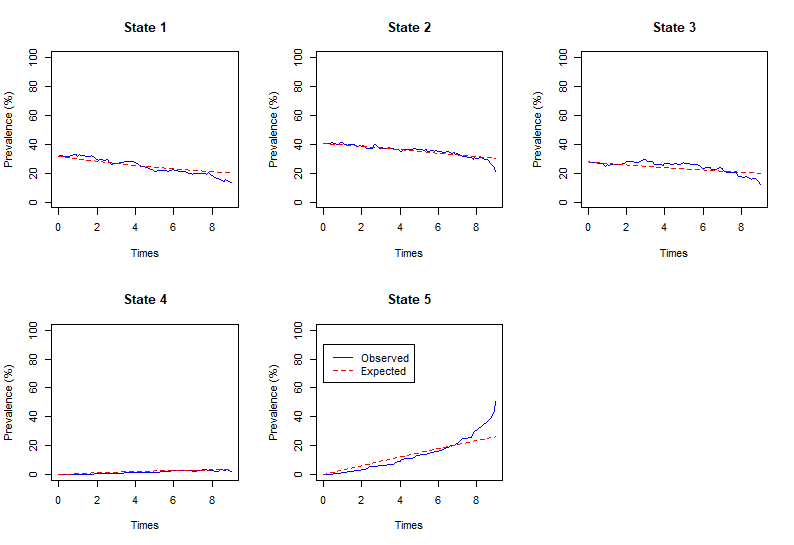 State 1
Prevalence (%)
0 20 40 60 80 100
0 2 4 6 8
Times
State 2
Prevalence (%)
0 20 40 60 80 100
0 2 4 6 8
Times
State 3
Prevalence (%)
0 20 40 60 80 100
0 2 4 6 8
Times
State 4
Prevalence (%)
0 20 40 60 80 100
0 2 4 6 8
Times
State 5
Prevalence (%)
0 20 40 60 80 100
Observed
Expected
0 2 4 6 8
Times